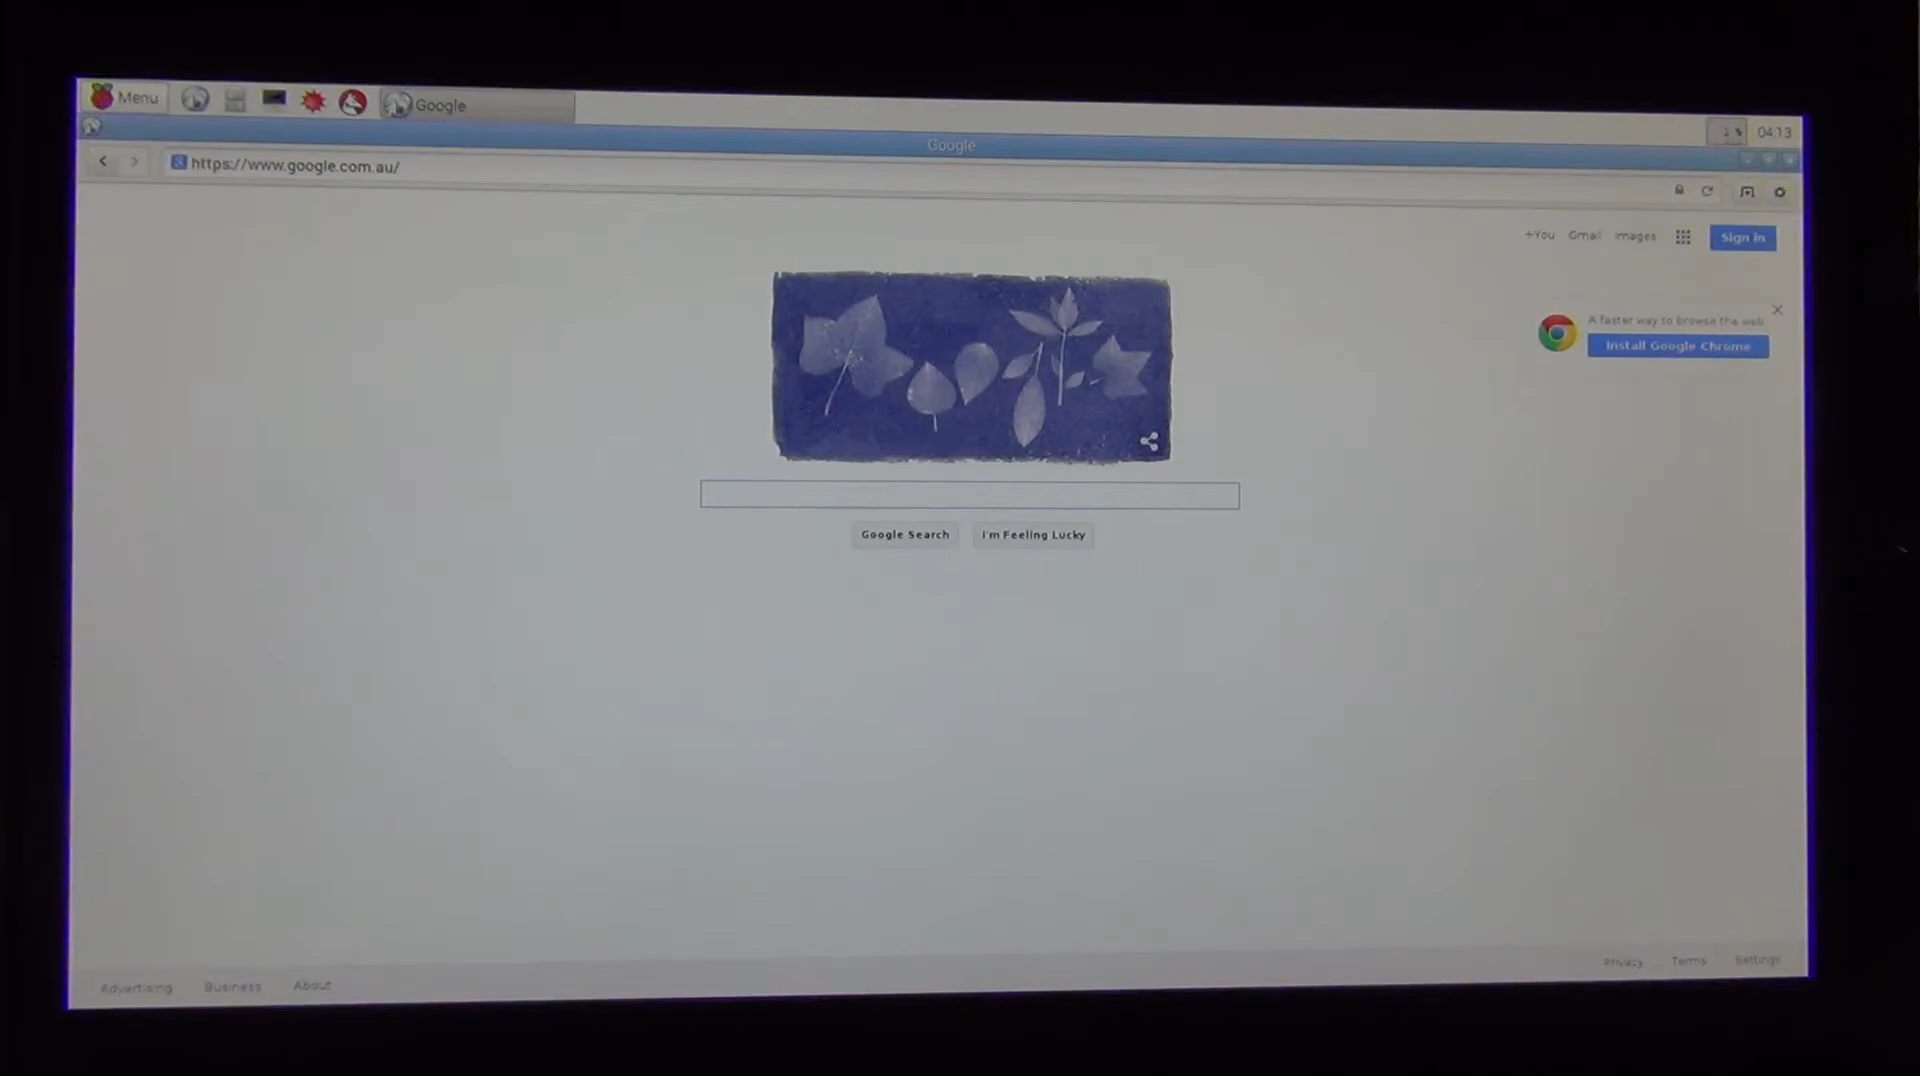 Menu
Google
04:13
Google
https://www.google.com.au/
+You Gmail Images Sign in
A faster way to browse the web
Install Google Chrome
Google Search I'm Feeling Lucky
Advertising Business About Privacy Terms Settings